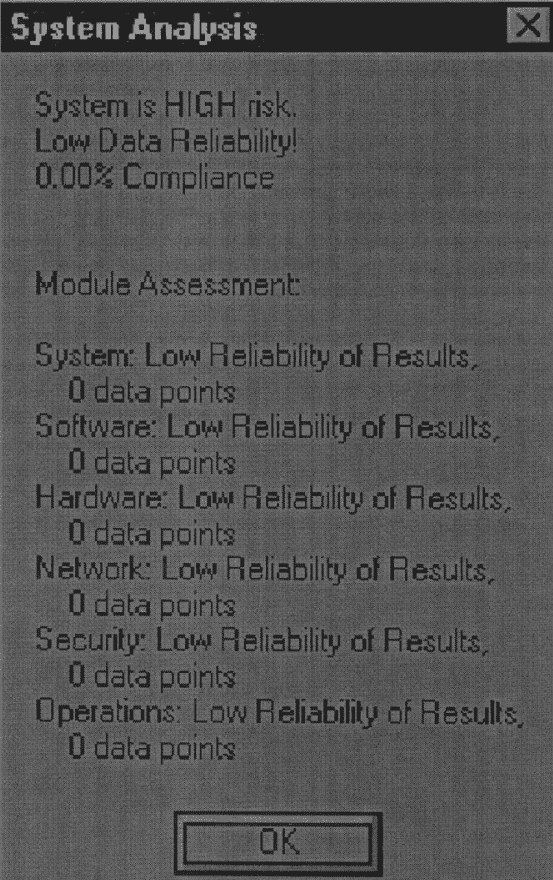 System Analysis
System is HIGH risk.
Low Data Reliability!
0.00% Compliance
Module Assessment:
System: Low Reliability of Results,
0 data points
Software: Low Reliability of Results,
0 data points
Hardware: Low Reliability of Results,
0 data points
Network: Low Reliability of Results,
0 data points
Security: Low Reliability of Results,
0 data points
Operations: Low Reliability of Results,
0 data points
OK